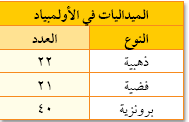 الميداليات في الأولمبياد
النوع العدد
ذهبية ٢٢
فضية ٢١
برونزية ٤٠